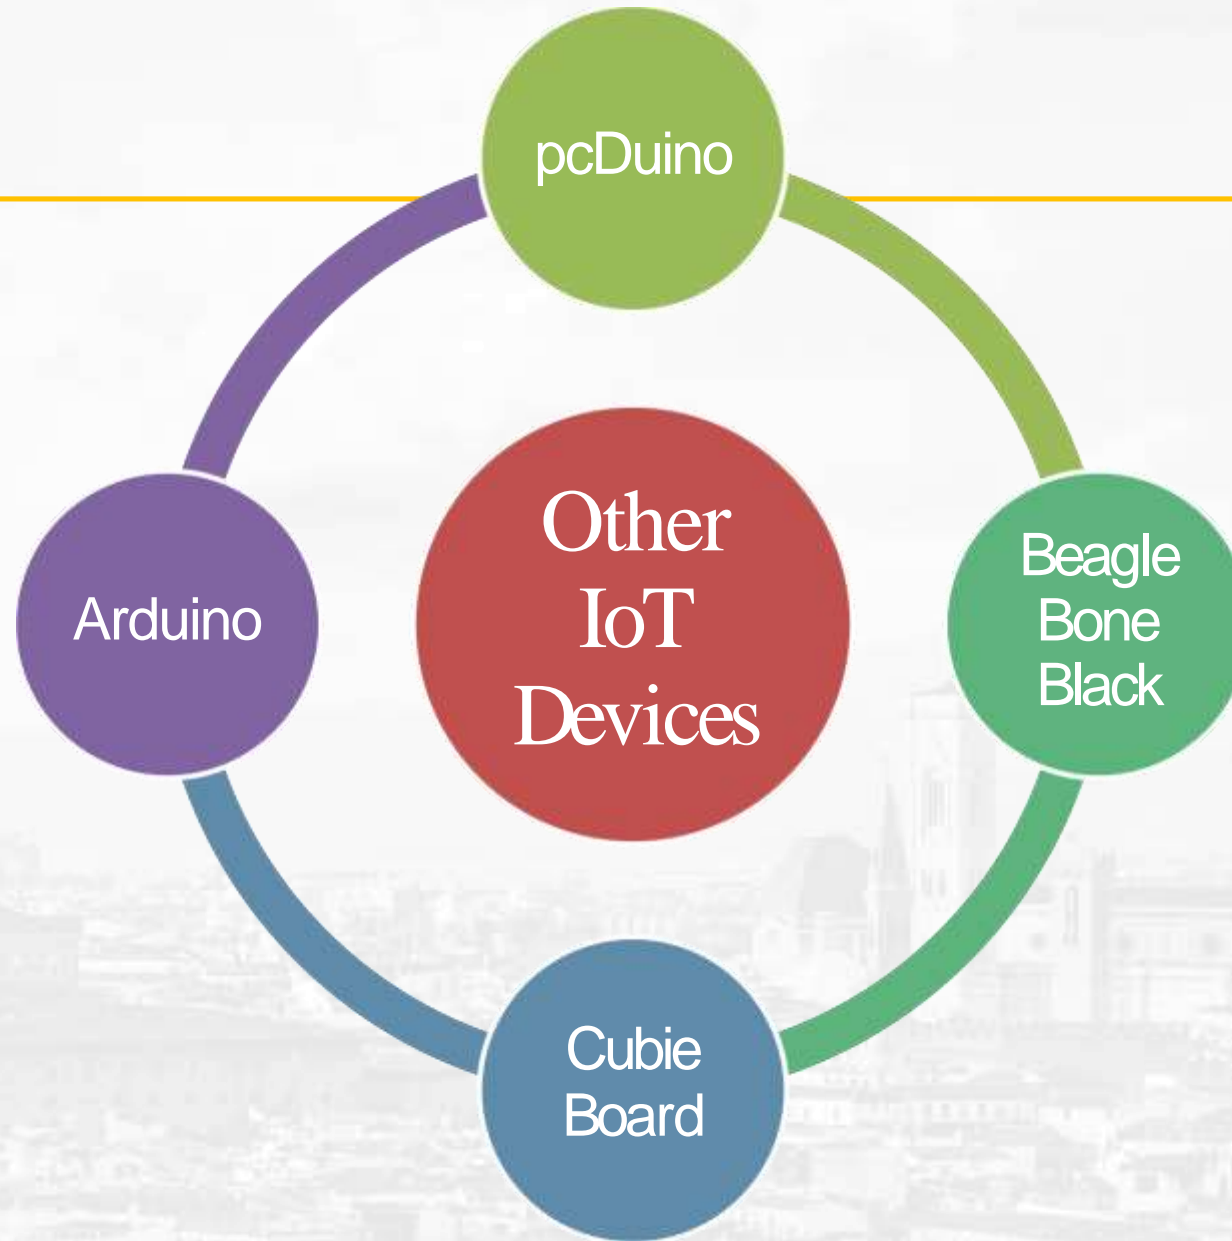 pcDuino
Other
IoT
Devices
Beagle
Bone
Black
Arduino
Cubie
Board